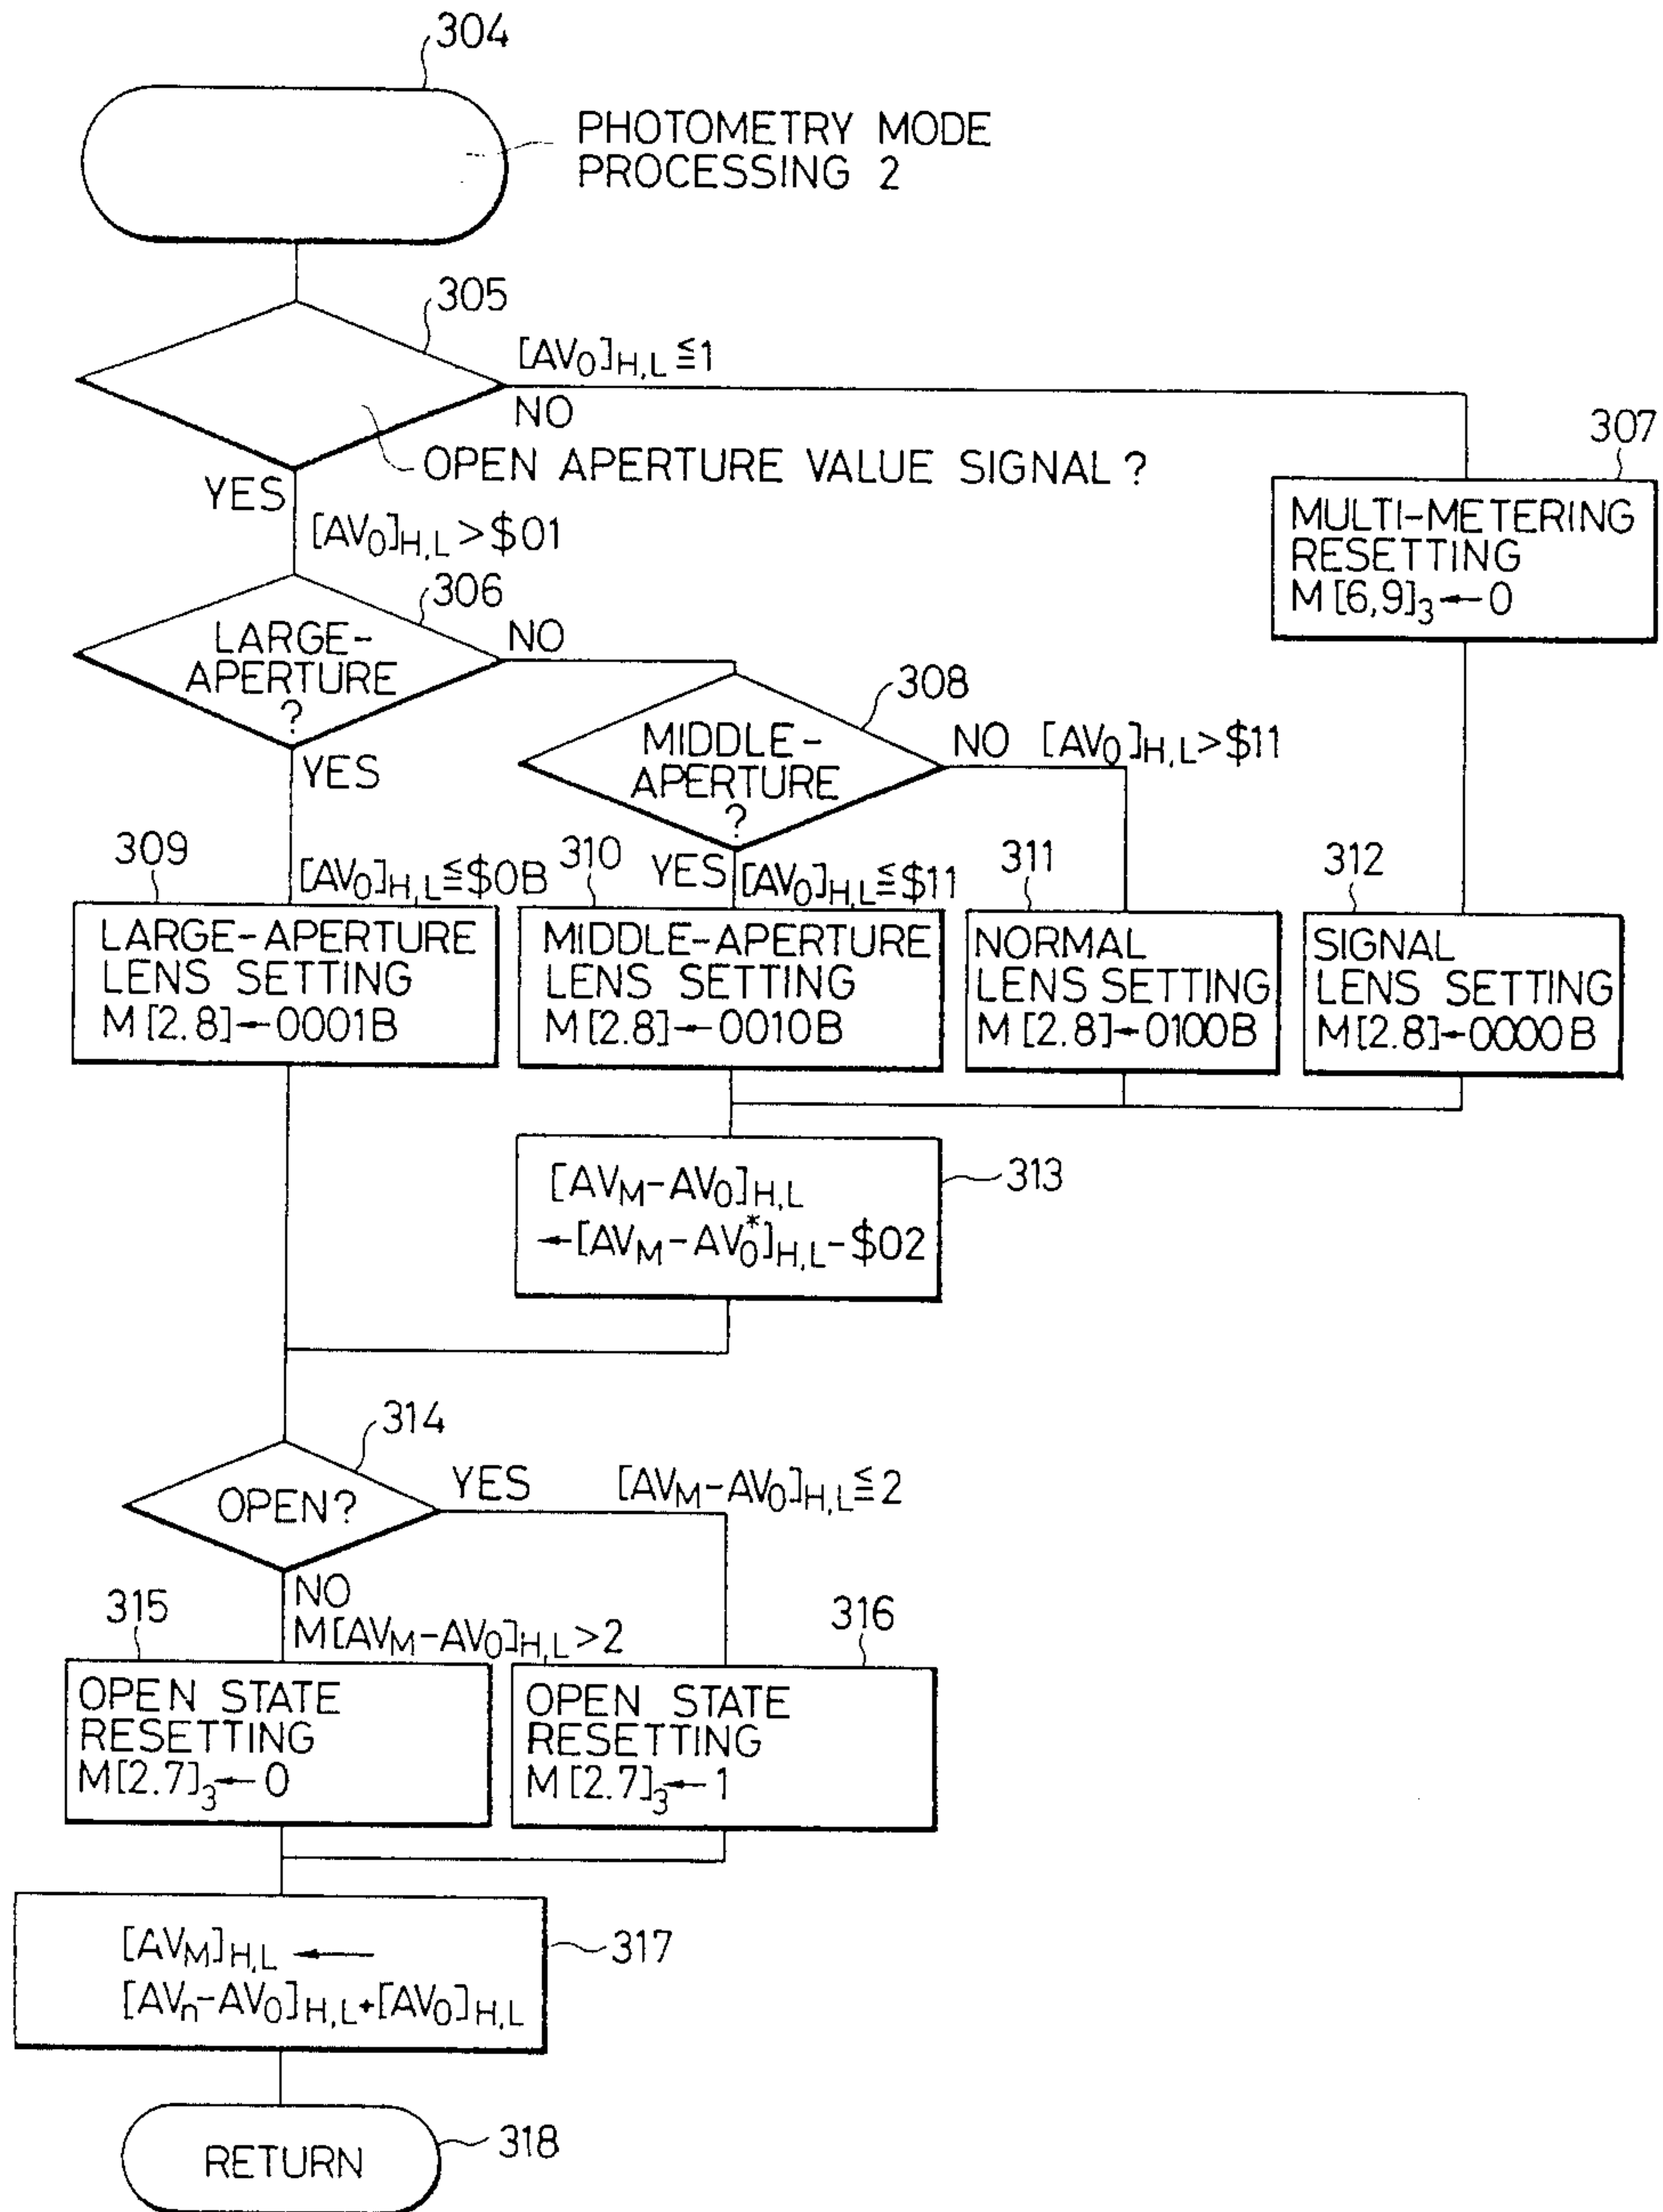 304
PHOTOMETRY MODE
PROCESSING 2
305
[AV0]H,L ≦1
NO
OPEN APERTURE VALUE SIGNAL ?
YES
[AV0]H,L >$01
307
MULTI-METERING
RESETTING
M[6,9]3←0
306
LARGE-
APERTURE
?
NO
YES
308
MIDDLE-
APERTURE
?
NO [AV0]H,L>$11
309
[AV0]H,L≦$0B
310
YES [AV0]H,L≦$11
311
312
LARGE-APERTURE
LENS SETTING
M[2.8]←0001B
MIDDLE-APERTURE
LENS SETTING
M[2.8]←0010B
NORMAL
LENS SETTING
M[2.8]←0100B
SIGNAL
LENS SETTING
M[2.8]←0000B
313
[AVM-AV0]H,L
←[AVM-AV0*]H,L-$02
314
OPEN?
YES [AVM-AV0]H,L≦2
NO
M[AVM-AV0]H,L>2
315
OPEN STATE
RESETTING
M[2.7]3←0
316
OPEN STATE
RESETTING
M[2.7]3←1
317
[AVM]H,L ←
[AVn-AV0]H,L+[AV0]H,L
RETURN
318